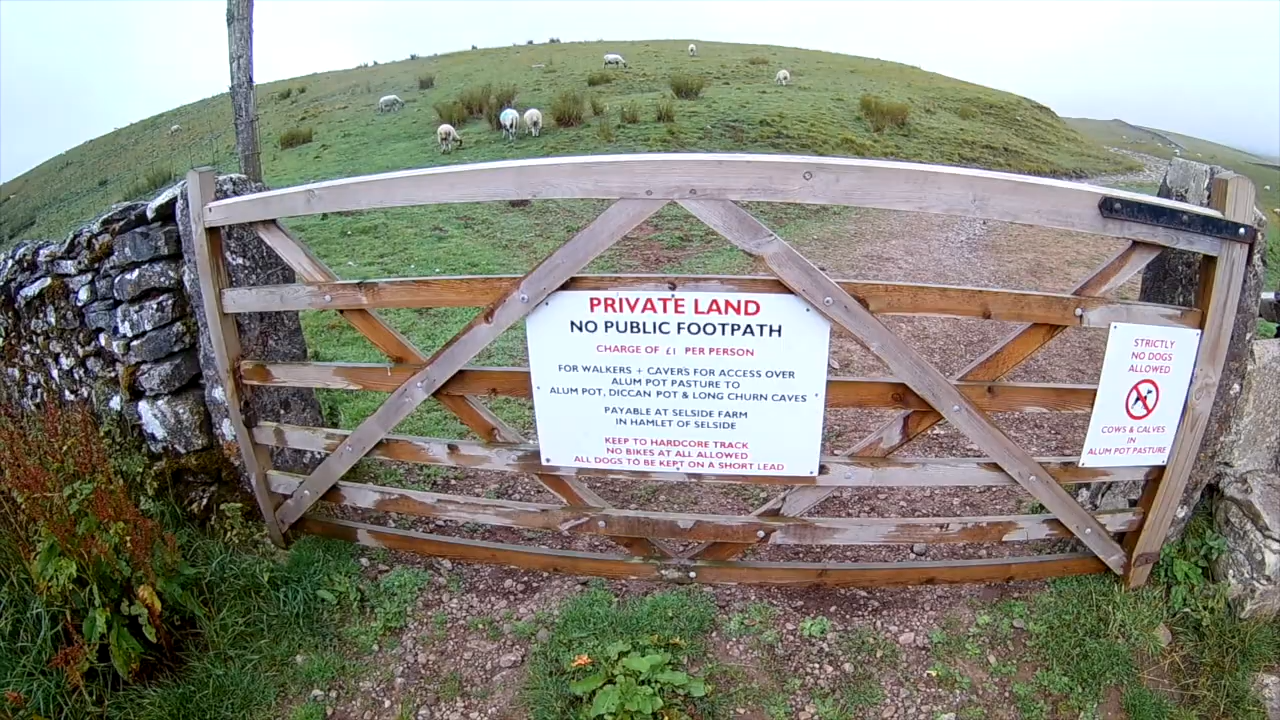 PRIVATE LAND
NO PUBLIC FOOTPATH
CHARGE OF £1 PER PERSON
FOR WALKERS + CAVERS FOR ACCESS OVER
ALUM POT PASTURE TO
ALUM POT, DICCAN POT & LONG CHURN CAVES
PAYABLE AT SELSIDE FARM
IN HAMLET OF SELSIDE
KEEP TO HARDCORE TRACK
NO BIKES AT ALL ALLOWED
ALL DOGS TO BE KEPT ON A SHORT LEAD
STRICTLY
NO DOGS
ALLOWED
COWS & CALVES
IN
ALUM POT PASTURE